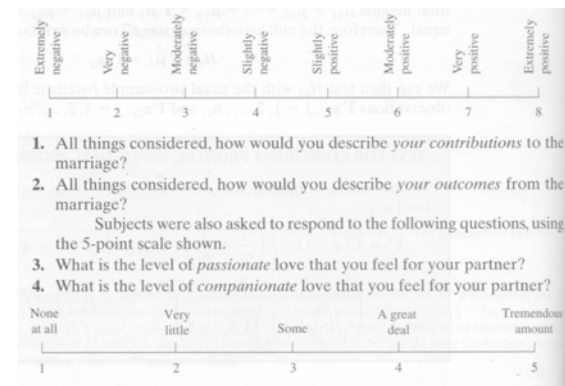 Extremely negative
Very negative
Moderately negative
Slightly negative
Slightly positive
Moderately positive
Very positive
Extremely positive
1 2 3 4 5 6 7 8
1. All things considered, how would you describe your contributions to the
marriage?
2. All things considered, how would you describe your outcomes from the
marriage?
Subjects were also asked to respond to the following questions, using
the 5-point scale shown.
3. What is the level of passionate love that you feel for your partner?
4. What is the level of companionate love that you feel for your partner?
None at all
Very little
Some
A great deal
Tremendous amount
1 2 3 4 5